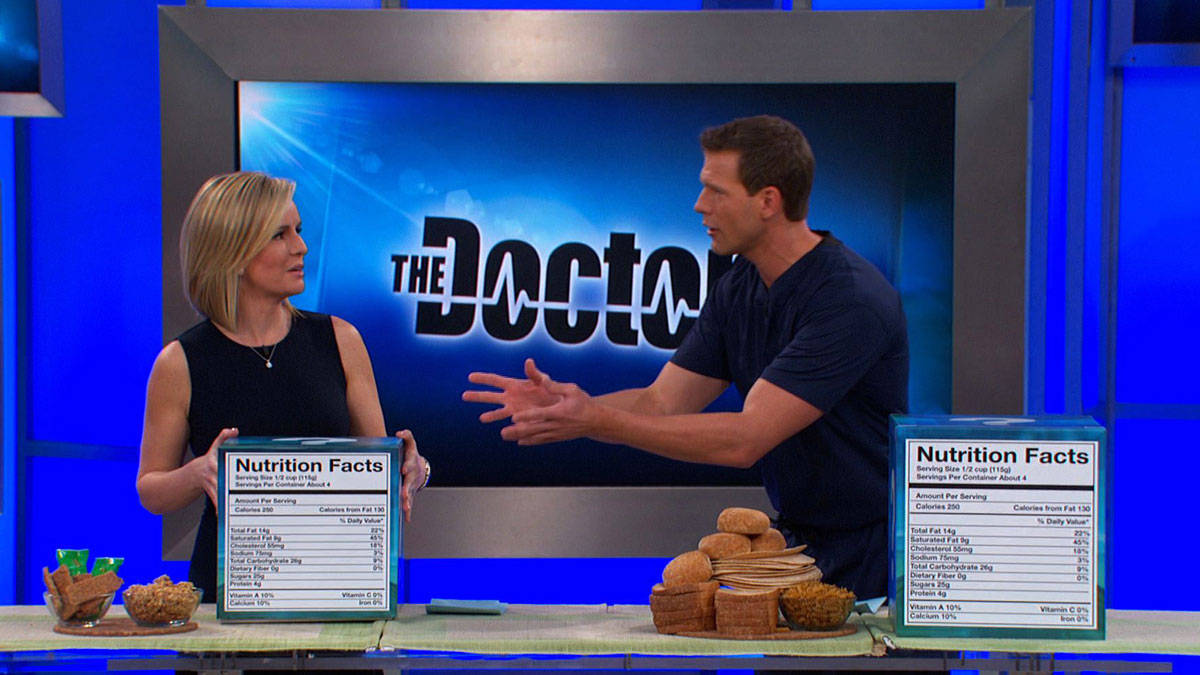 THE Docto
Nutrition Facts
Serving Size 1/2 cup (115g)
Servings Per Container About 4
Amount Per Serving
Calories 250 Calories from Fat 130
% Daily Value*
Total Fat 14g 22%
Saturated Fat 9g 45%
Cholesterol 55mg 18%
Sodium 75mg 3%
Total Carbohydrate 26g 9%
Dietary Fiber 0g 0%
Sugars 25g
Protein 4g
Vitamin A 10% Vitamin C 0%
Calcium 10% Iron 0%
Nutrition Facts
Serving Size 1/2 cup (115g)
Servings Per Container About 4
Amount Per Serving
Calories 250 Calories from Fat 130
% Daily Value*
Total Fat 14g 22%
Saturated Fat 9g 45%
Cholesterol 55mg 18%
Sodium 75mg 3%
Total Carbohydrate 26g 9%
Dietary Fiber 0g 0%
Sugars 25g
Protein 4g
Vitamin A 10% Vitamin C 0%
Calcium 10% Iron 0%